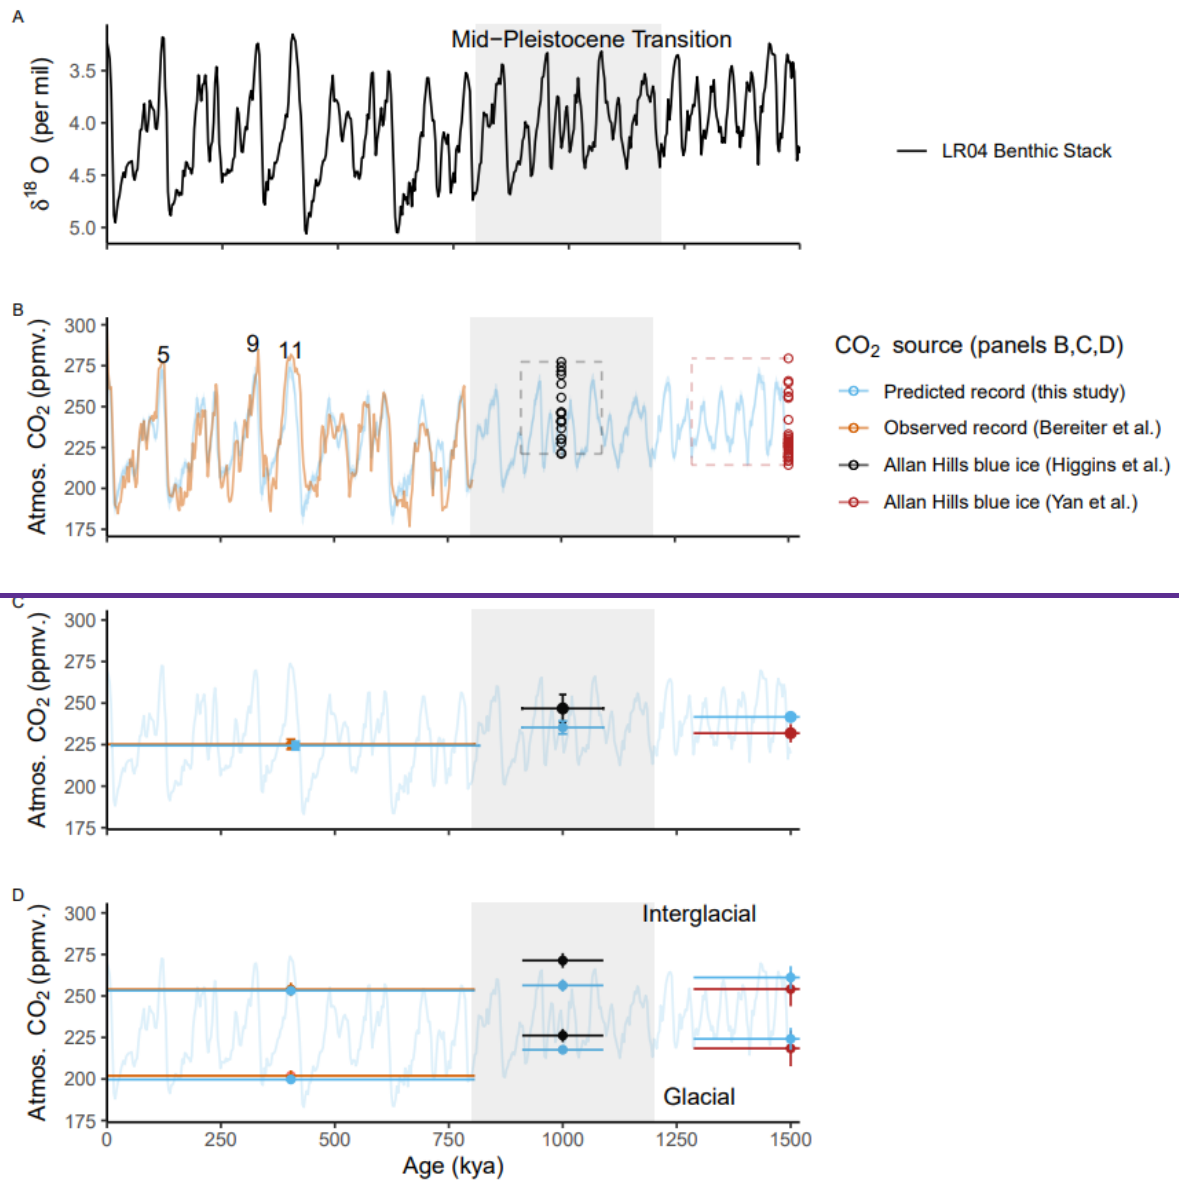 A
Mid−Pleistocene Transition
δ18 O (per mil)
3.5
4.0
4.5
5.0
LR04 Benthic Stack
B
Atmos. CO2 (ppmv.)
300
275
250
225
200
175
5
9
11
CO2 source (panels B,C,D)
Predicted record (this study)
Observed record (Bereiter et al.)
Allan Hills blue ice (Higgins et al.)
Allan Hills blue ice (Yan et al.)
C
Atmos. CO2 (ppmv.)
300
275
250
225
200
175
D
Atmos. CO2 (ppmv.)
300
275
250
225
200
175
Interglacial
Glacial
0 250 500 750 1000 1250 1500
Age (kya)